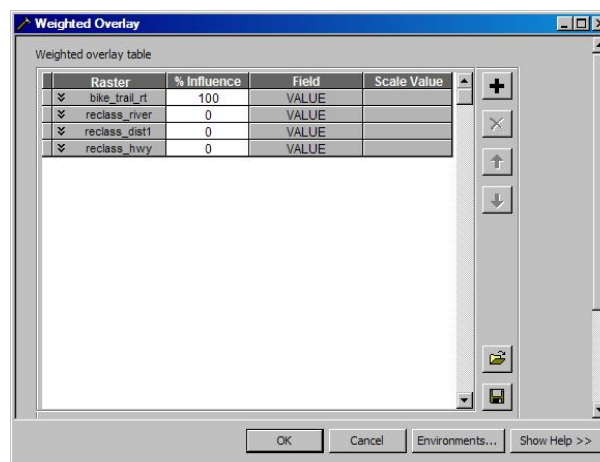 Weighted Overlay
Weighted overlay table
Raster % Influence Field Scale Value
bike_trail_rt 100 VALUE
reclass_river 0 VALUE
reclass_dist1 0 VALUE
reclass_hwy 0 VALUE
OK Cancel Environments... Show Help >>